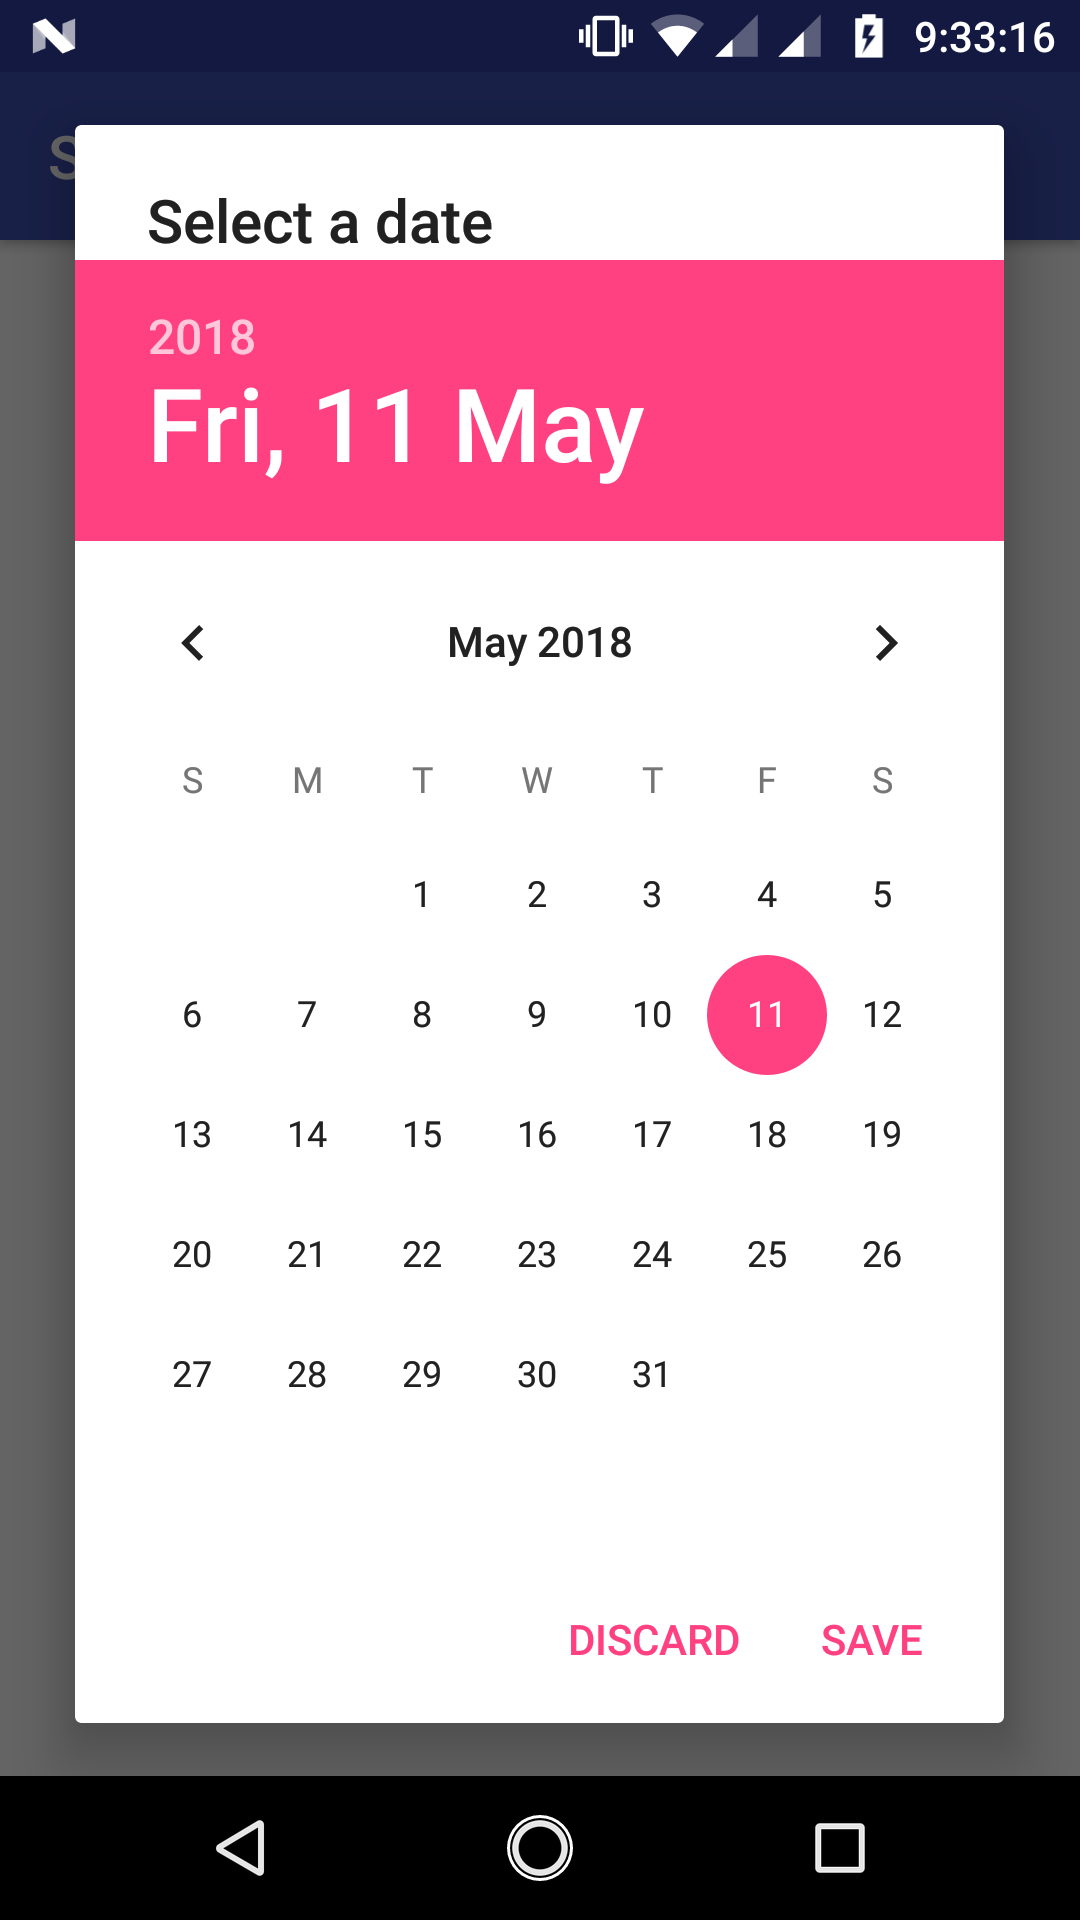 9:33:16
S
Select a date
2018
Fri, 11 May
May 2018
S M T W T F S
1 2 3 4 5
6 7 8 9 10 11 12
13 14 15 16 17 18 19
20 21 22 23 24 25 26
27 28 29 30 31
DISCARD SAVE